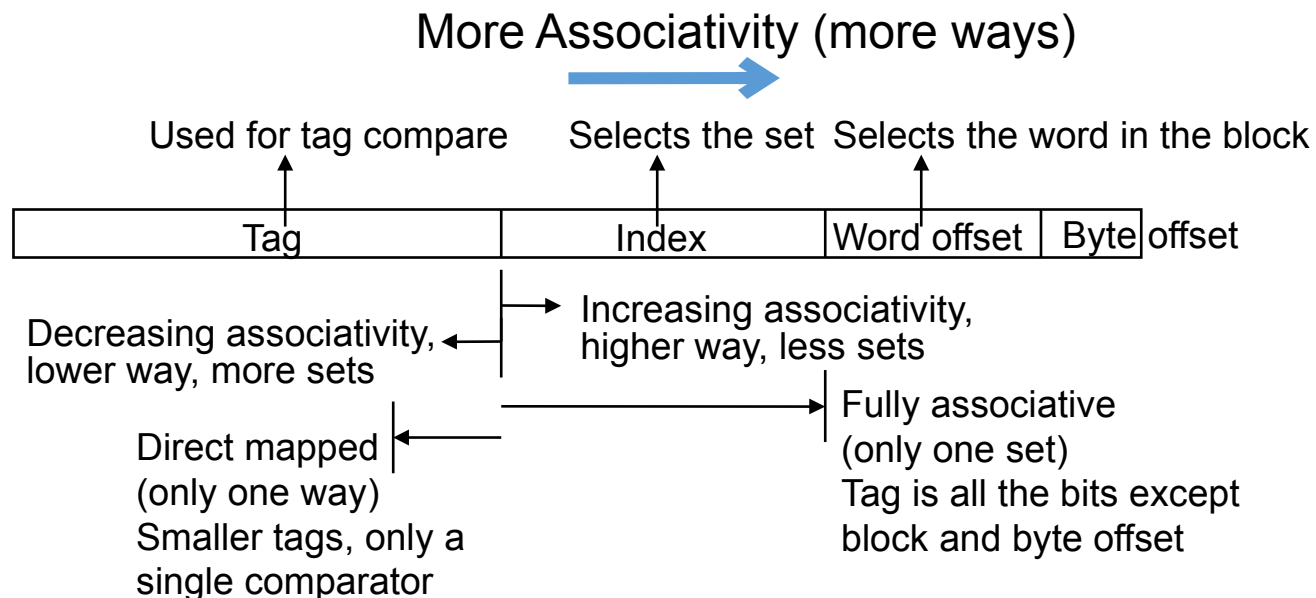 More Associativity (more ways)
Used for tag compare
Selects the set
Selects the word in the block
Tag
Index
Word offset
Byte offset
Decreasing associativity,
lower way, more sets
Increasing associativity,
higher way, less sets
Direct mapped
(only one way)
Smaller tags, only a
single comparator
Fully associative
(only one set)
Tag is all the bits except
block and byte offset